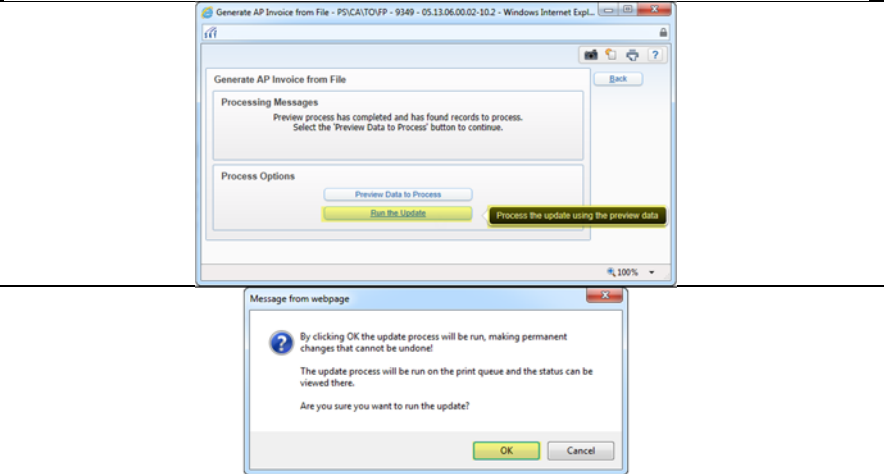 Generate AP Invoice from File - PS\CA\TO\FP - 9349 - 05.13.06.00.02-10.2 - Windows Internet Expl...
Generate AP Invoice from File
Back
Processing Messages
Preview process has completed and has found records to process.
Select the 'Preview Data to Process' button to continue.
Process Options
Preview Data to Process
Run the Update
Process the update using the preview data
100%
Message from webpage
By clicking OK the update process will be run, making permanent
changes that cannot be undone!
The update process will be run on the print queue and the status can be
viewed there.
Are you sure you want to run the update?
OK
Cancel